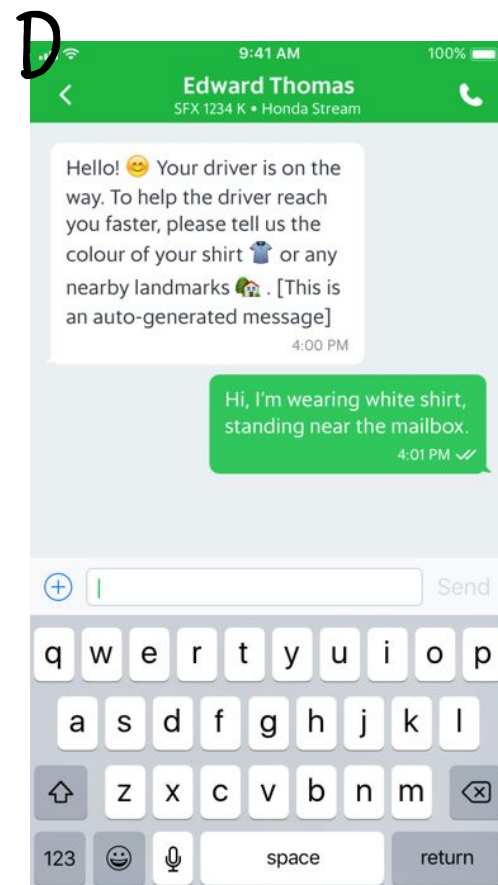 D
9:41 AM 100%
Edward Thomas
SFX 1234 K • Honda Stream
Hello! 😊 Your driver is on the
way. To help the driver reach
you faster, please tell us the
colour of your shirt 👕 or any
nearby landmarks 🏡 . [This is
an auto-generated message]
4:00 PM
Hi, I'm wearing white shirt,
standing near the mailbox.
4:01 PM
Send
q w e r t y u i o p
a s d f g h j k l
z x c v b n m
123 space return